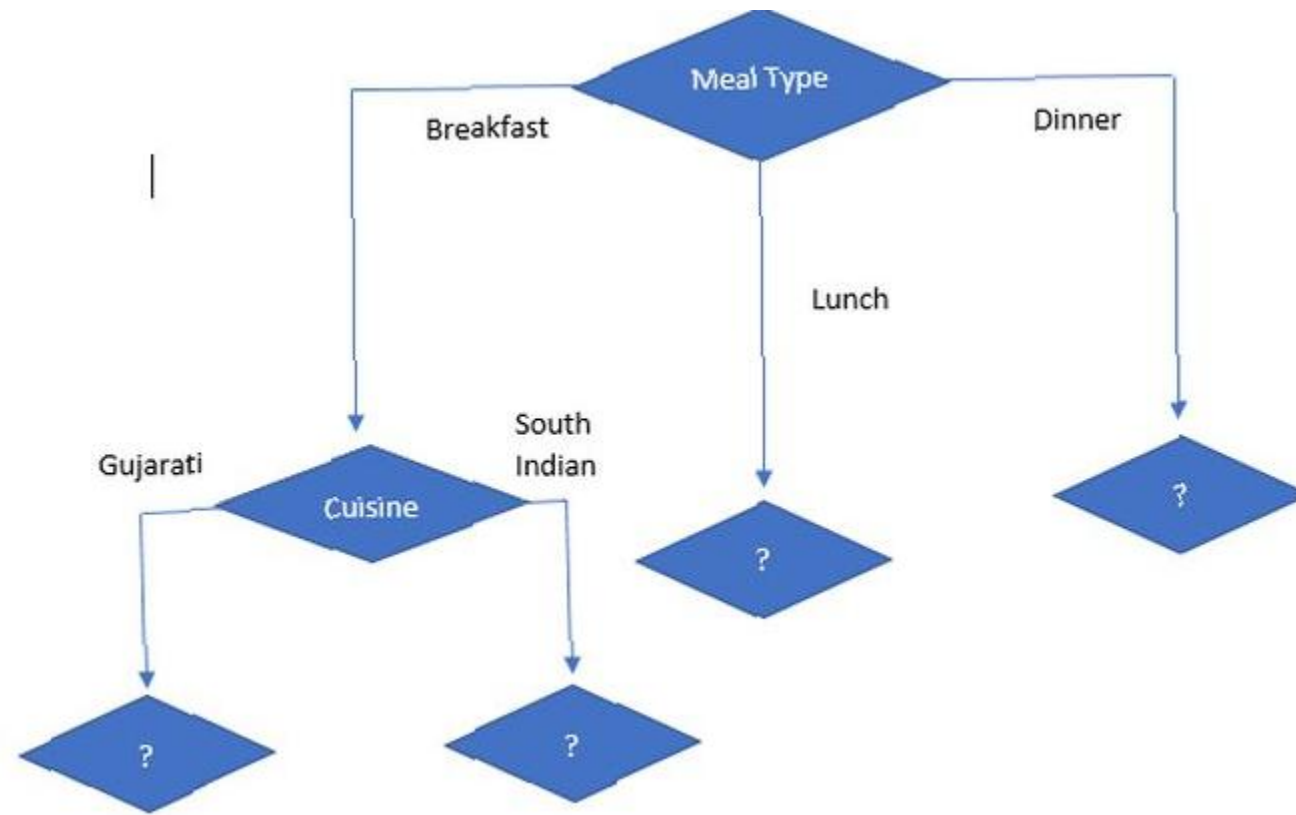 Meal Type
Breakfast
Dinner
Lunch
South
Indian
Gujarati
Cuisine
?
?
?
?